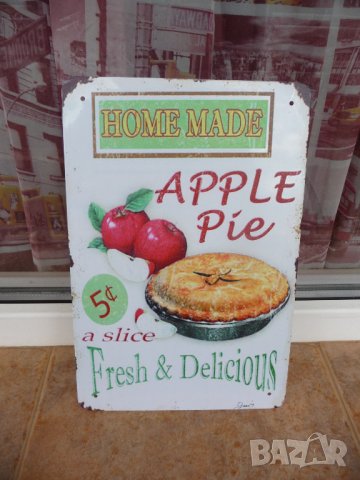 HOME MADE
APPLE
Pie
5¢
a slice
Fresh & Delicious
BAZAR